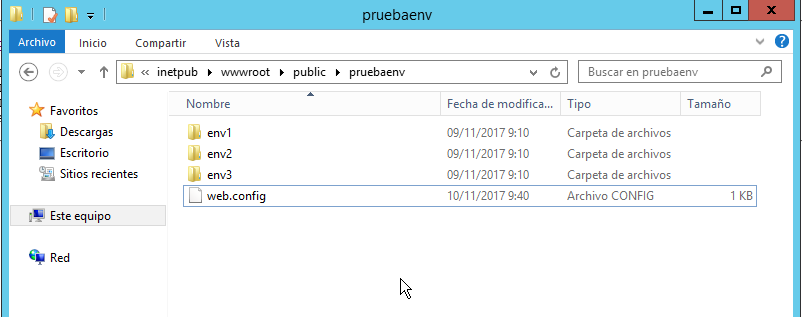 pruebaenv
Archivo Inicio Compartir Vista
« inetpub wwwroot public pruebaenv Buscar en pruebaenv
Nombre Fecha de modifica... Tipo Tamaño
Favoritos
Descargas
Escritorio
Sitios recientes
Este equipo
Red
env1 09/11/2017 9:10 Carpeta de archivos
env2 09/11/2017 9:10 Carpeta de archivos
env3 09/11/2017 9:10 Carpeta de archivos
web.config 10/11/2017 9:40 Archivo CONFIG 1 KB